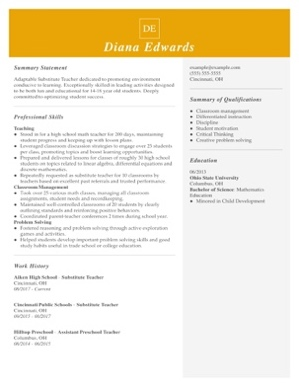 DE
Diana Edwards
Summary Statement
Adaptable Substitute Teacher dedicated to promoting environment
conducive to learning. Exceptionally skilled in leading activities designed
to be both fun and educational for 14-18 year old students. Deeply
committed to optimizing student success.
Professional Skills
Teaching
Stood in for a high school math teacher for 180 days, maintaining
student progress and keeping up with lesson plans.
Leveraged classroom discussion strategies to engage over 25 students
per class, promoting topics and boost learning opportunities.
Prepared and delivered lessons for classes of roughly 30 high school
students on topics related to linear algebra, differential equations and
discrete mathematics.
Repeatedly requested as substitute teacher for 10 classrooms by
teachers based on excellent peer referrals and trusted performance.
Classroom Management
Took over 25 various math classes, managing all classroom
assignments, student needs and recordkeeping.
Maintained well-controlled classrooms of 20 students by clearly
outlining standards and reinforcing positive behaviors.
Coordinated parent-teacher conferences 2 times during school year.
Problem Solving
Fostered reasoning and problem solving through active exploration
games and activities.
Helped students develop important problem solving skills and good
study habits useful in trade school or college education.
Work History
Aiken High School - Substitute Teacher
Cincinnati, OH
08/2017 - Current
Cincinnati Public Schools - Substitute Teacher
Cincinnati, OH
06/2015 - 06/2017
Hilltop Preschool - Assistant Preschool Teacher
Columbus, OH
08/2014 - 06/2015
example@example.com
(555) 555-5555
Cincinnati, OH
Summary of Qualifications
Classroom management
Differentiated instruction
Discipline
Student motivation
Critical Thinking
Creative problem solving
Education
06/2015
Ohio State University
Columbus, OH
Bachelor of Science: Mathematics
Education
Minored in Child Development